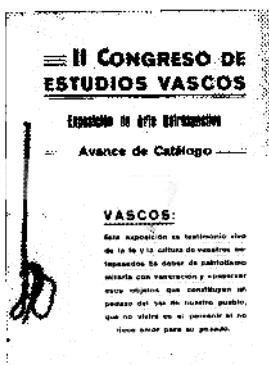 II CONGRESO DE
ESTUDIOS VASCOS
Exposición de Arte Retrospectivo
Avance de Catálogo
VASCOS:
Esta exposición es testimonio vivo
de la fe y la cultura de vuestros an-
tepasados. Es deber de patriotismo
mirarla con veneración y
esos objetos que constituyen un
pedazo del ser de nuestro pueblo,
que no vivirá en el porvenir si no
tiene amor para su pasado.